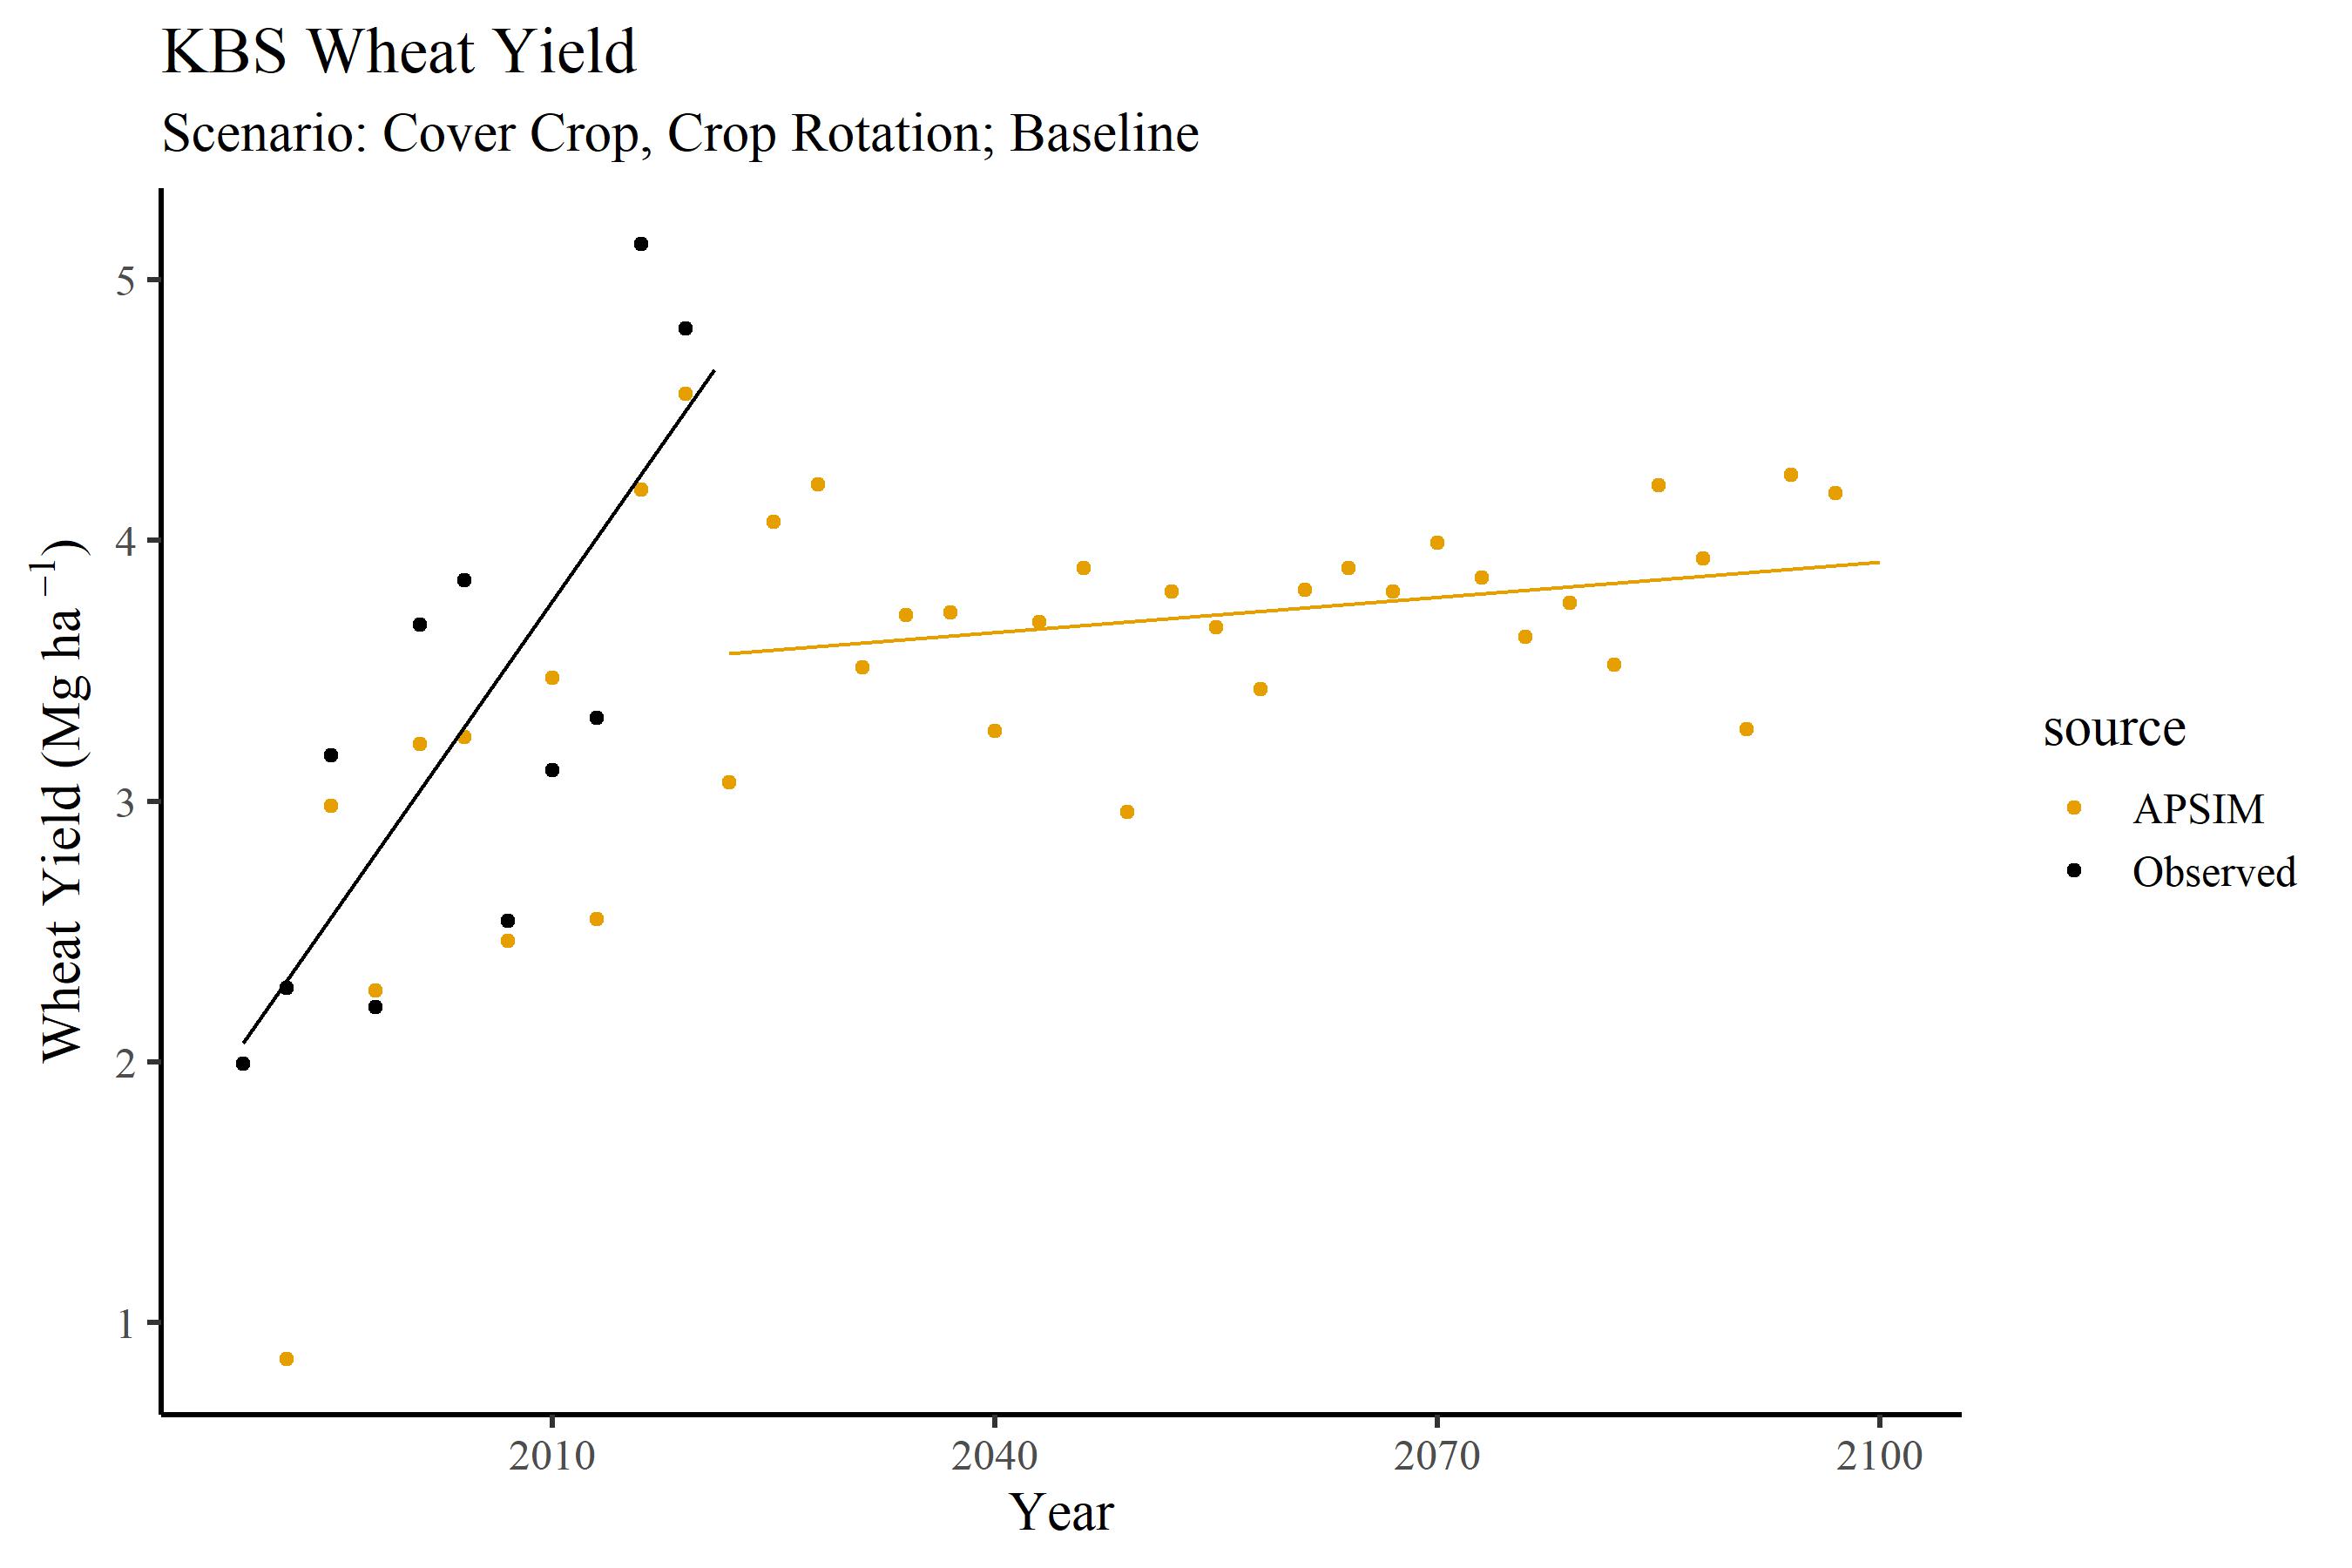 KBS Wheat Yield
Scenario: Cover Crop, Crop Rotation; Baseline
Wheat Yield (Mg ha −1)
5
4
3
2
1
2010
2040
2070
2100
Year
source
APSIM
Observed